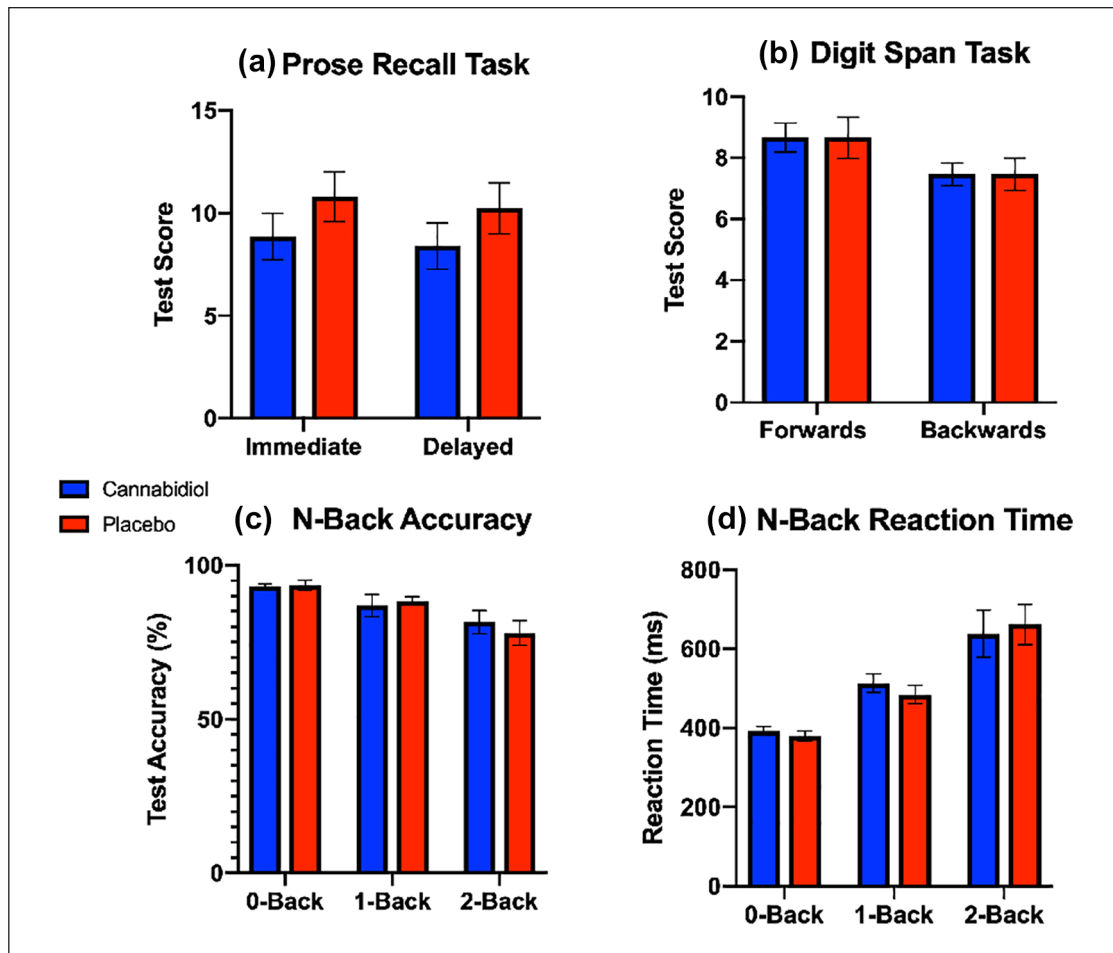 (a) Prose Recall Task
15
10
5
0
Test Score
Immediate Delayed
(b) Digit Span Task
10
8
6
4
2
0
Test Score
Forwards Backwards
Cannabidiol
Placebo
(c) N-Back Accuracy
100
50
0
Test Accuracy (%)
0-Back 1-Back 2-Back
(d) N-Back Reaction Time
800
600
400
200
0
Reaction Time (ms)
0-Back 1-Back 2-Back